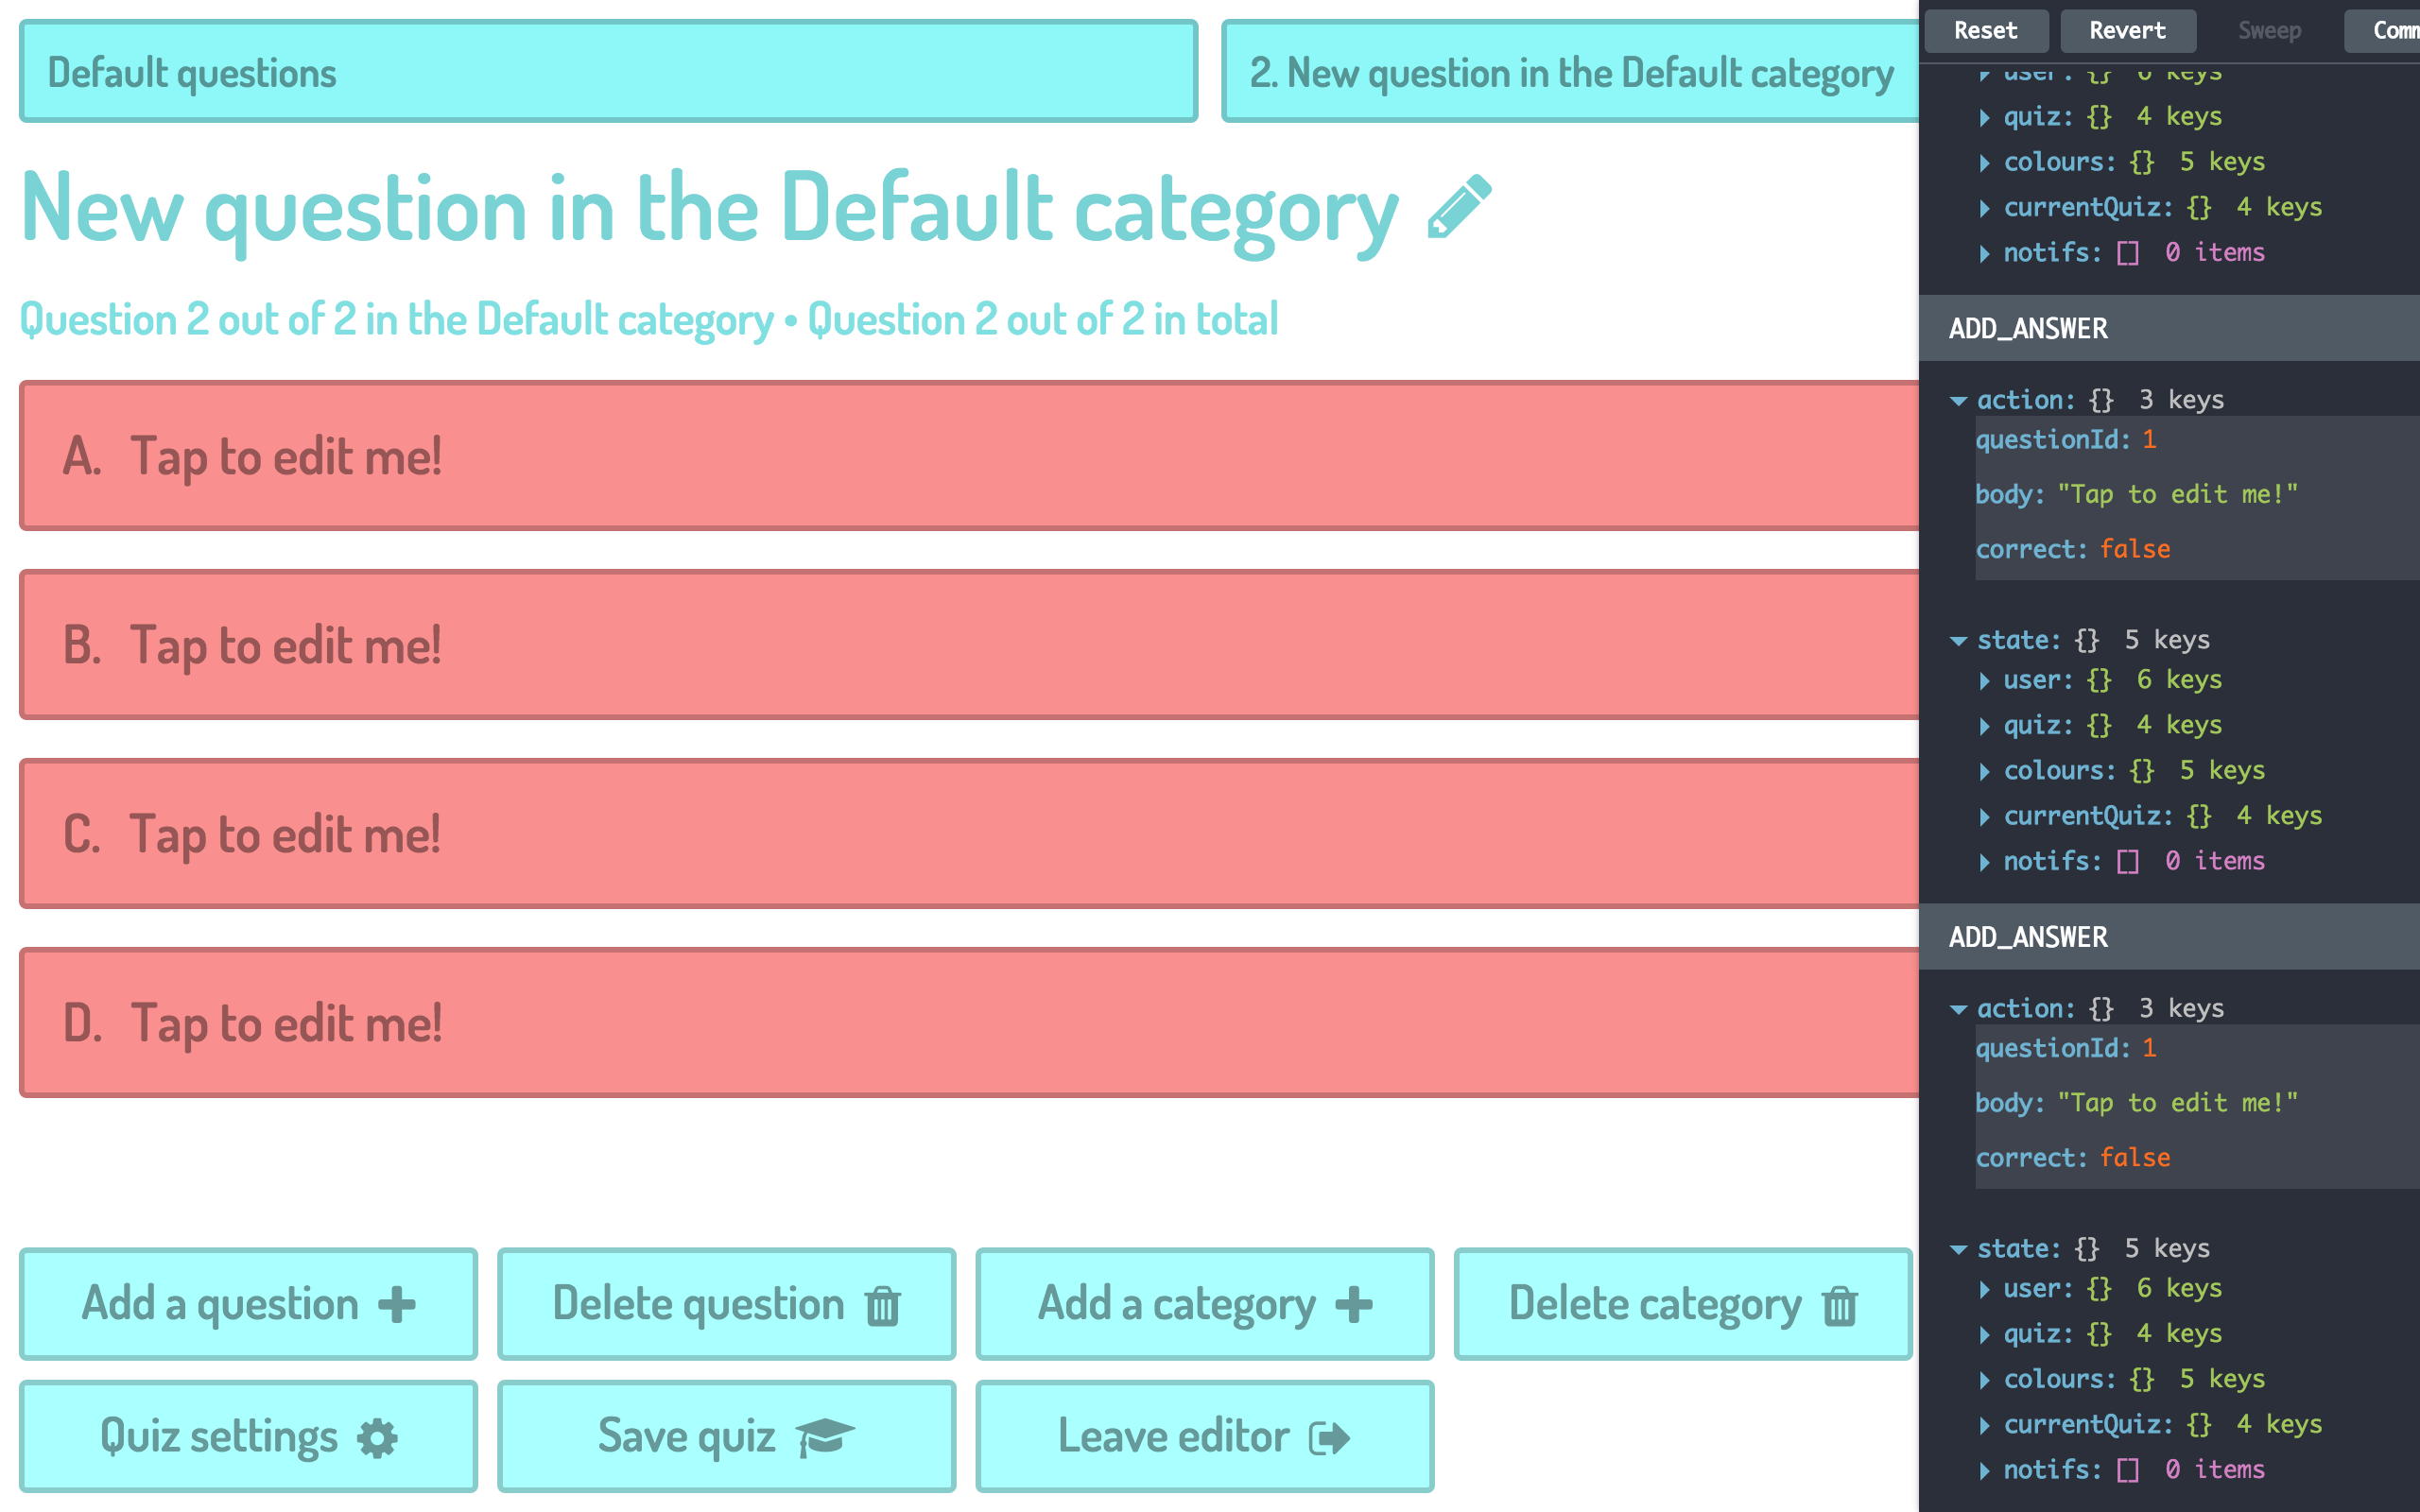 Default questions
2. New question in the Default category
New question in the Default category
Question 2 out of 2 in the Default category • Question 2 out of 2 in total
A. Tap to edit me!
B. Tap to edit me!
C. Tap to edit me!
D. Tap to edit me!
Add a question
Delete question
Add a category
Delete category
Quiz settings
Save quiz
Leave editor
Reset
Revert
Sweep
user: {} 6 keys
quiz: {} 4 keys
colours: {} 5 keys
currentQuiz: {} 4 keys
notifs: [] 0 items
ADD_ANSWER
action: {} 3 keys
questionId: 1
body: "Tap to edit me!"
correct: false
state: {} 5 keys
user: {} 6 keys
quiz: {} 4 keys
colours: {} 5 keys
currentQuiz: {} 4 keys
notifs: [] 0 items
ADD_ANSWER
action: {} 3 keys
questionId: 1
body: "Tap to edit me!"
correct: false
state: {} 5 keys
user: {} 6 keys
quiz: {} 4 keys
colours: {} 5 keys
currentQuiz: {} 4 keys
notifs: [] 0 items